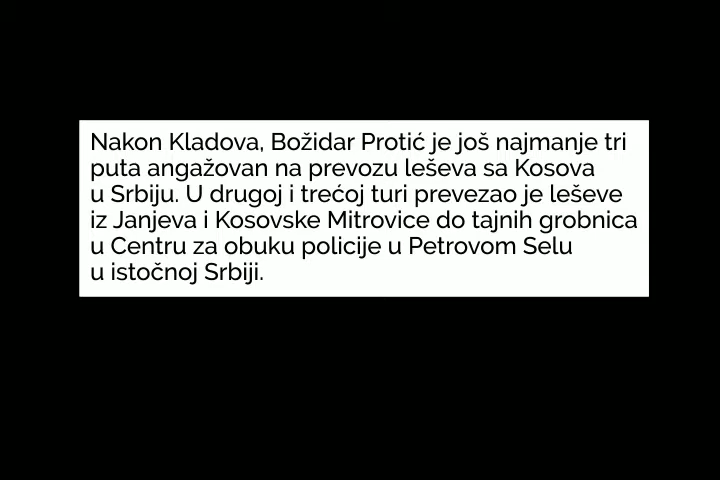 Nakon Kladova, Božidar Protić je još najmanje tri
puta angažovan na prevozu leševa sa Kosova
u Srbiju. U drugoj i trećoj turi prevezao je leševe
iz Janjeva i Kosovske Mitrovice do tajnih grobnica
u Centru za obuku policije u Petrovom Selu
u istočnoj Srbiji.